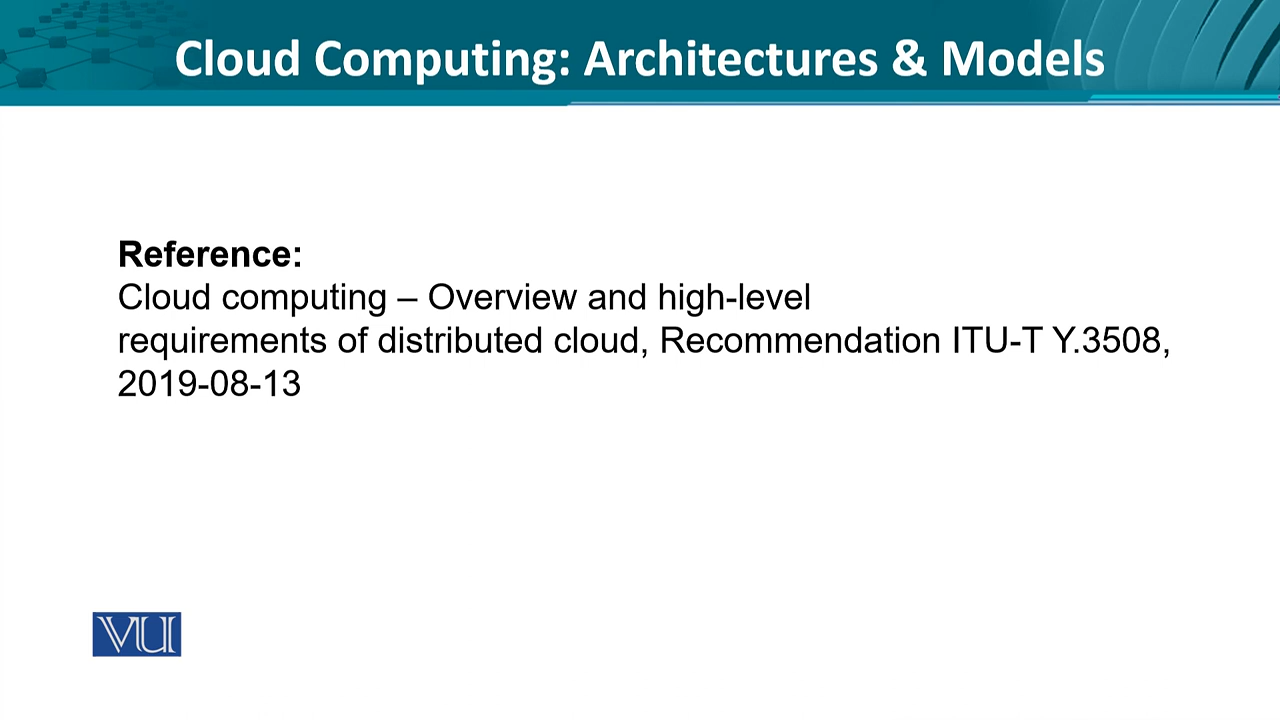 Cloud Computing: Architectures & Models
Reference:
Cloud computing – Overview and high-level
requirements of distributed cloud, Recommendation ITU-T Y.3508,
2019-08-13
VU